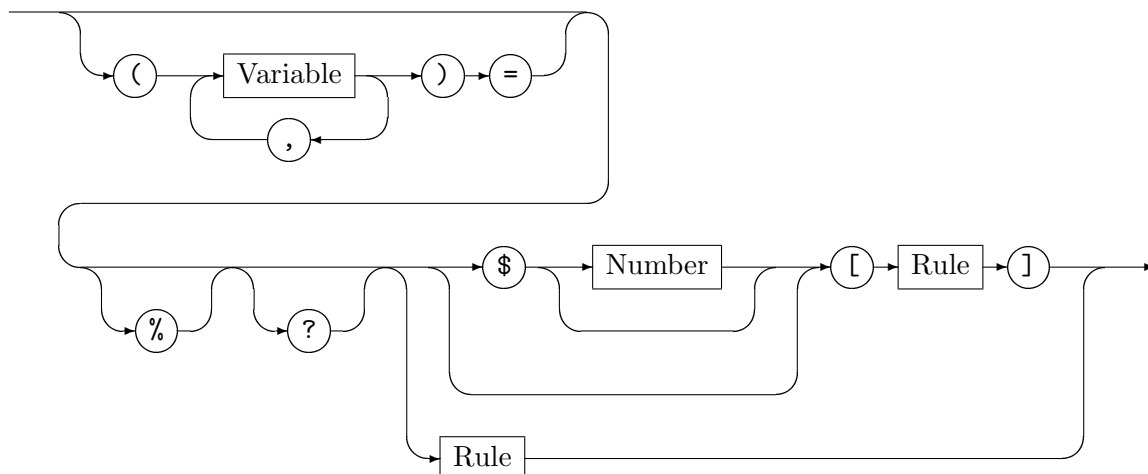 ( Variable ) =
,
$ Number [ Rule ]
% ?
Rule